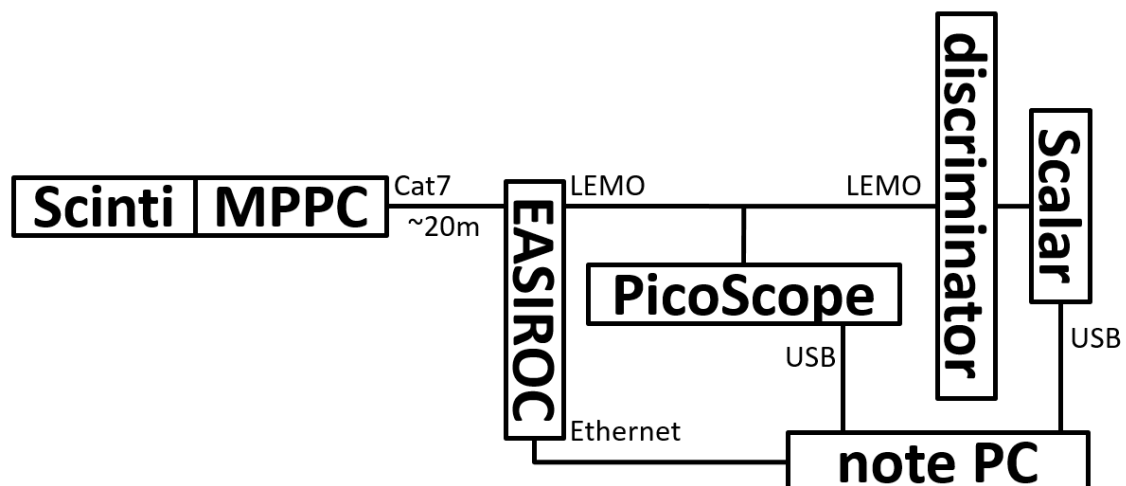 discriminator
Scalar
Scinti
MPPC
Cat7
~20m
EASIROC
LEMO
LEMO
PicoScope
USB
USB
Ethernet
note PC